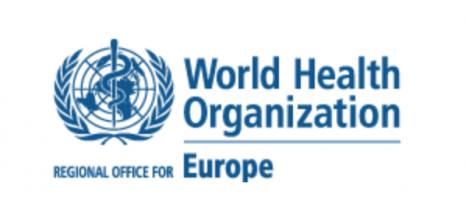 World Health
Organization
REGIONAL OFFICE FOR Europe